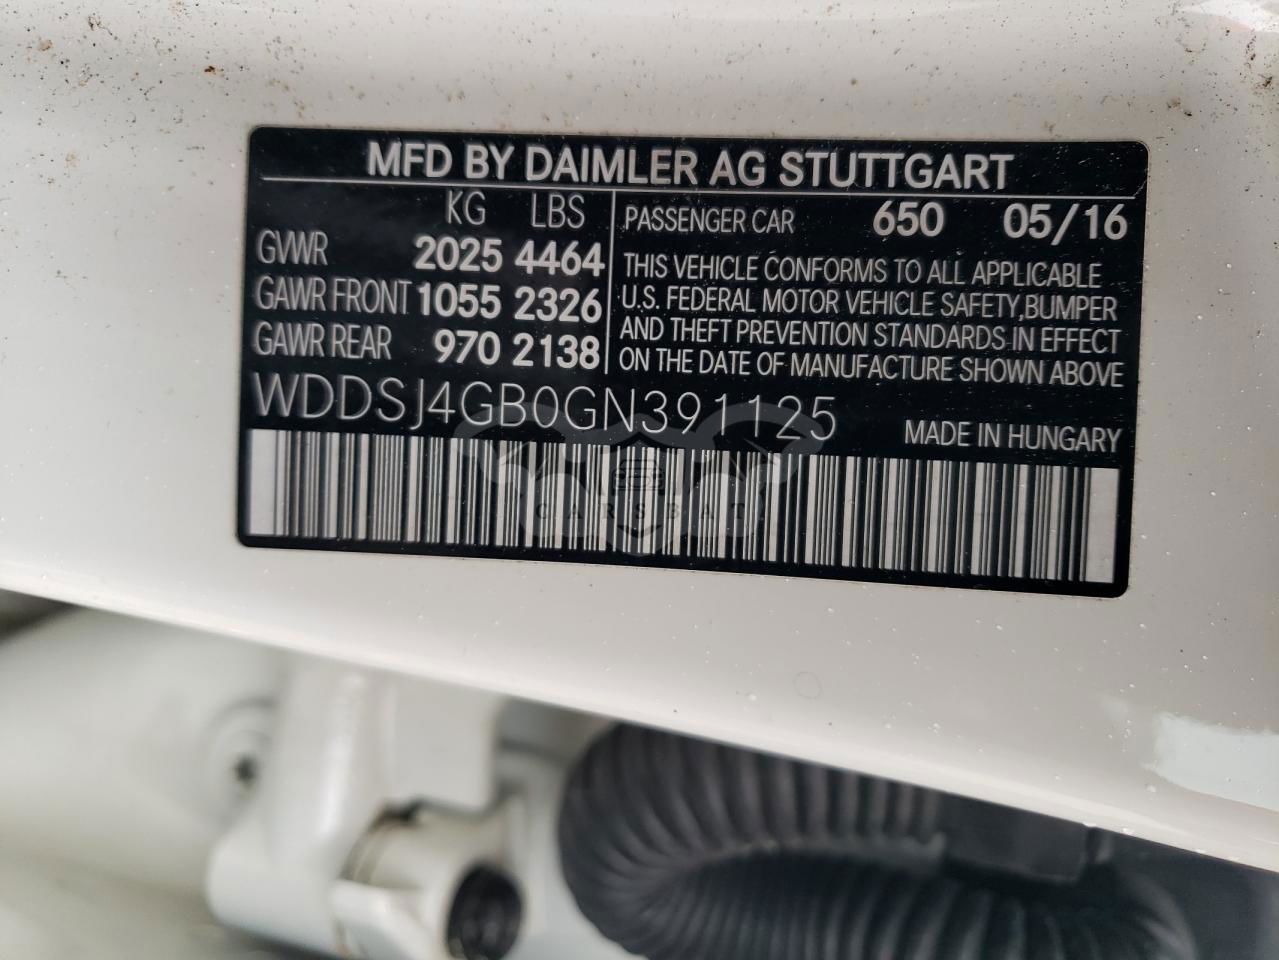 MFD BY DAIMLER AG STUTTGART
KG LBS
GVWR 2025 4464
GAWR FRONT 1055 2326
GAWR REAR 970 2138
PASSENGER CAR 650 05/16
THIS VEHICLE CONFORMS TO ALL APPLICABLE
U.S. FEDERAL MOTOR VEHICLE SAFETY,BUMPER
AND THEFT PREVENTION STANDARDS IN EFFECT
ON THE DATE OF MANUFACTURE SHOWN ABOVE
WDDSJ4GB0GN391125
MADE IN HUNGARY
CARSBAT